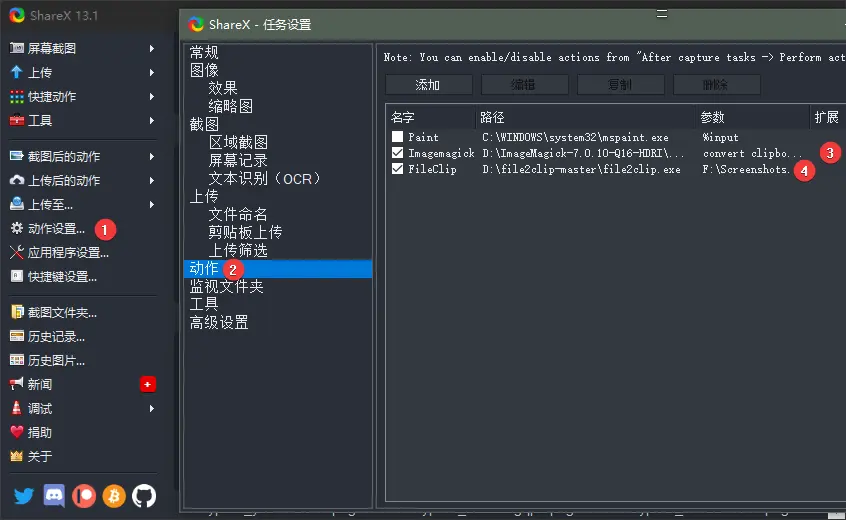 ShareX 13.1
屏幕截图
上传
快捷动作
工具
截图后的动作
上传后的动作
上传至...
动作设置...
1
应用程序设置...
快捷键设置...
截图文件夹...
历史记录...
历史图片...
新闻
+
调试
捐助
关于
ShareX - 任务设置
常规
图像
效果
缩略图
截图
区域截图
屏幕记录
文本识别（OCR）
上传
文件命名
剪贴板上传
上传筛选
动作
2
监视文件夹
工具
高级设置
Note: You can enable/disable actions from "After capture tasks -> Perform act
添加 编辑 复制 删除
名字 路径 参数 扩展
Paint C:\WINDOWS\system32\mspaint.exe %input
Imagemagick D:\ImageMagick-7.0.10-Q16-HDRI\... convert clipbo... 3
FileClip D:\file2clip-master\file2clip.exe F:\Screenshots. 4